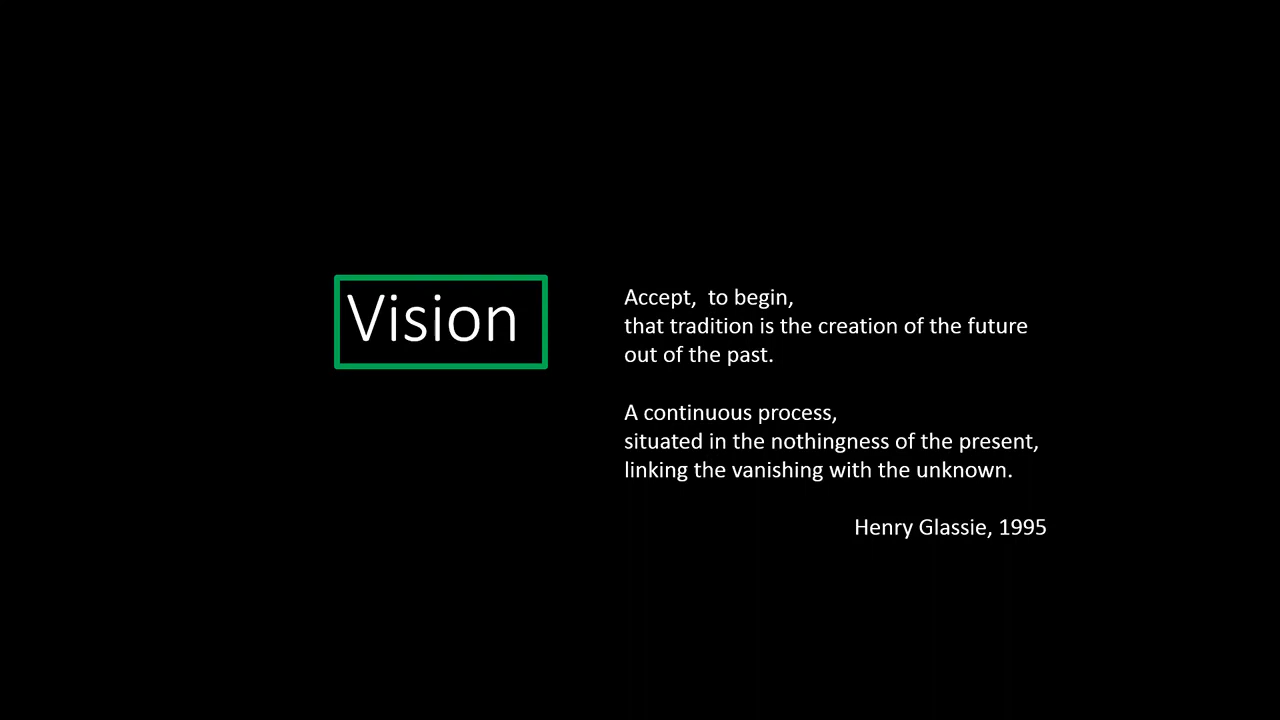 Vision
Accept,  to begin,
that tradition is the creation of the future
out of the past.
A continuous process,
situated in the nothingness of the present,
linking the vanishing with the unknown.
Henry Glassie, 1995